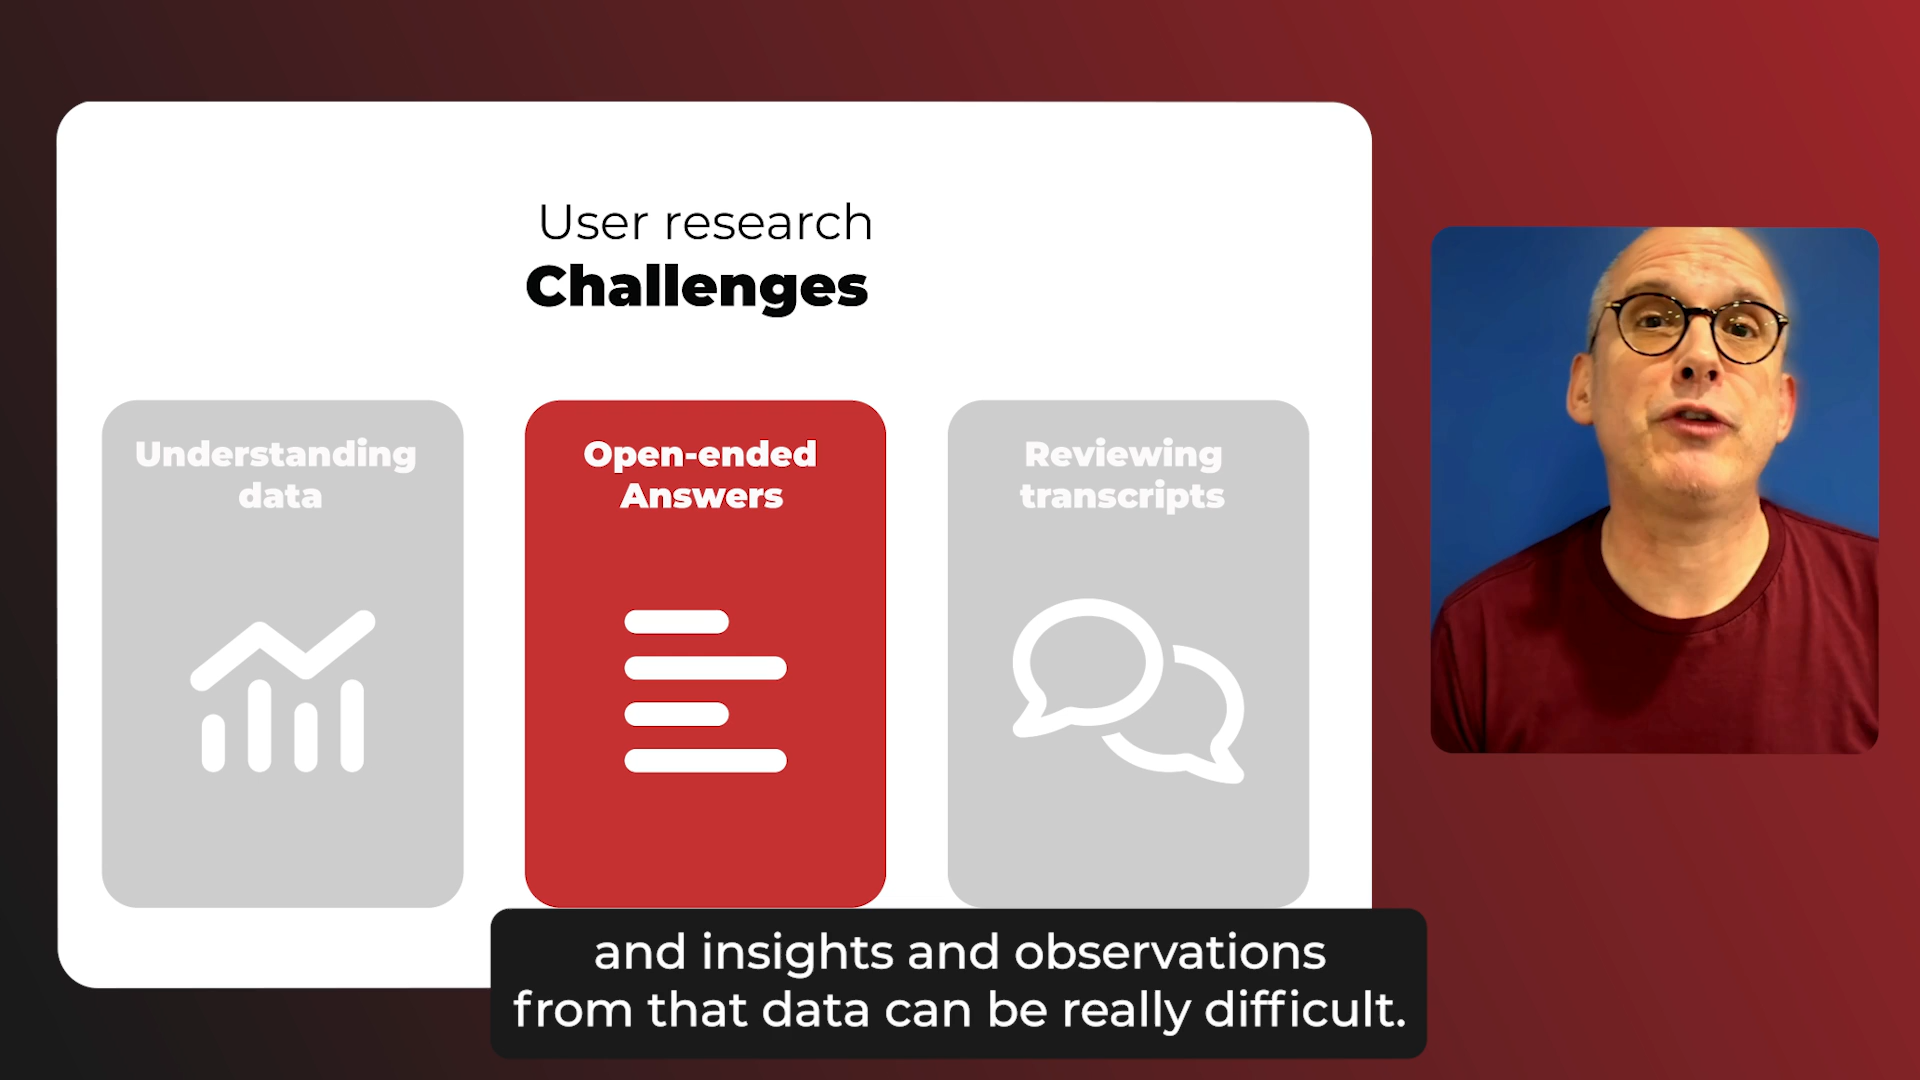 User research
Challenges
Understanding
data
Open-ended
Answers
Reviewing
transcripts
and insights and observations
from that data can be really difficult.